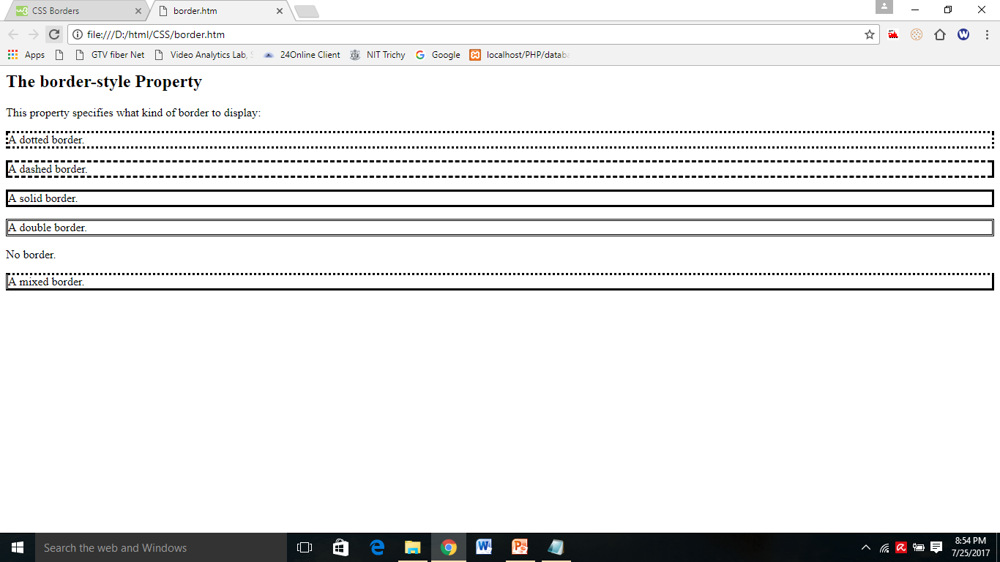 CSS Borders
border.htm
file:///D:/html/CSS/border.htm
Apps GTV fiber Net Video Analytics Lab, 24Online Client NIT Trichy Google localhost/PHP/databa
The border-style Property
This property specifies what kind of border to display:
A dotted border.
A dashed border.
A solid border.
A double border.
No border.
A mixed border.
Search the web and Windows
8:54 PM
7/25/2017